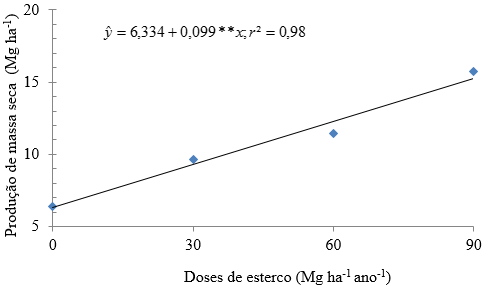 20
ŷ = 6,334 + 0,099 ** x; r² = 0,98
15
10
5
0 30 60 90
Produção de massa seca (Mg ha⁻¹)
Doses de esterco (Mg ha⁻¹ ano⁻¹)